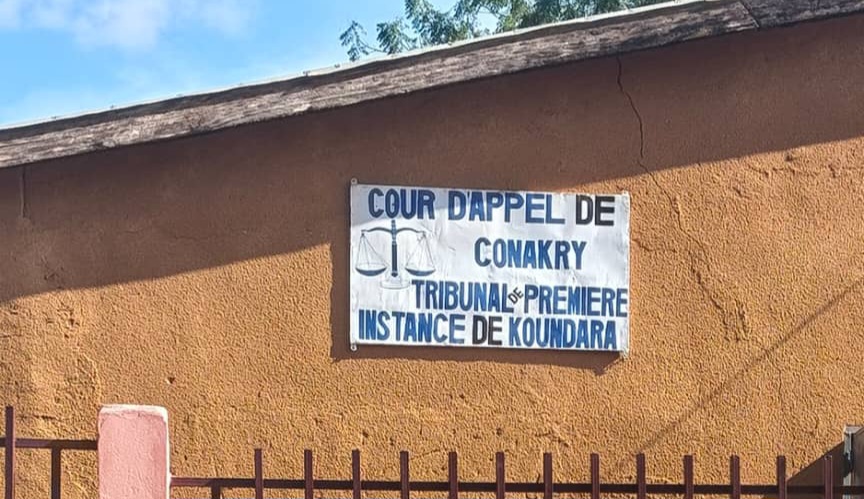 COUR D'APPEL DE
CONAKRY
TRIBUNAL DE PREMIERE
INSTANCE DE KOUNDARA